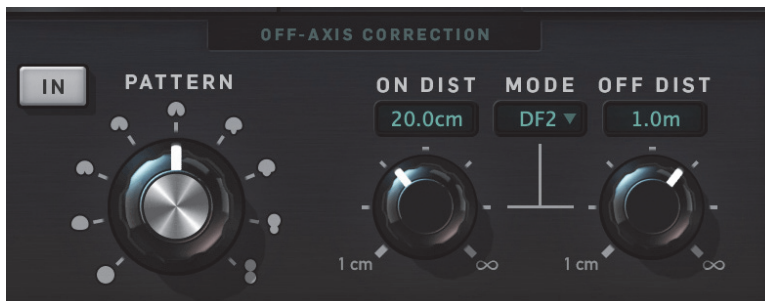 OFF-AXIS CORRECTION
IN
PATTERN
ON DIST
MODE
OFF DIST
20.0cm
DF2
1.0m
1 cm
∞
1 cm
∞